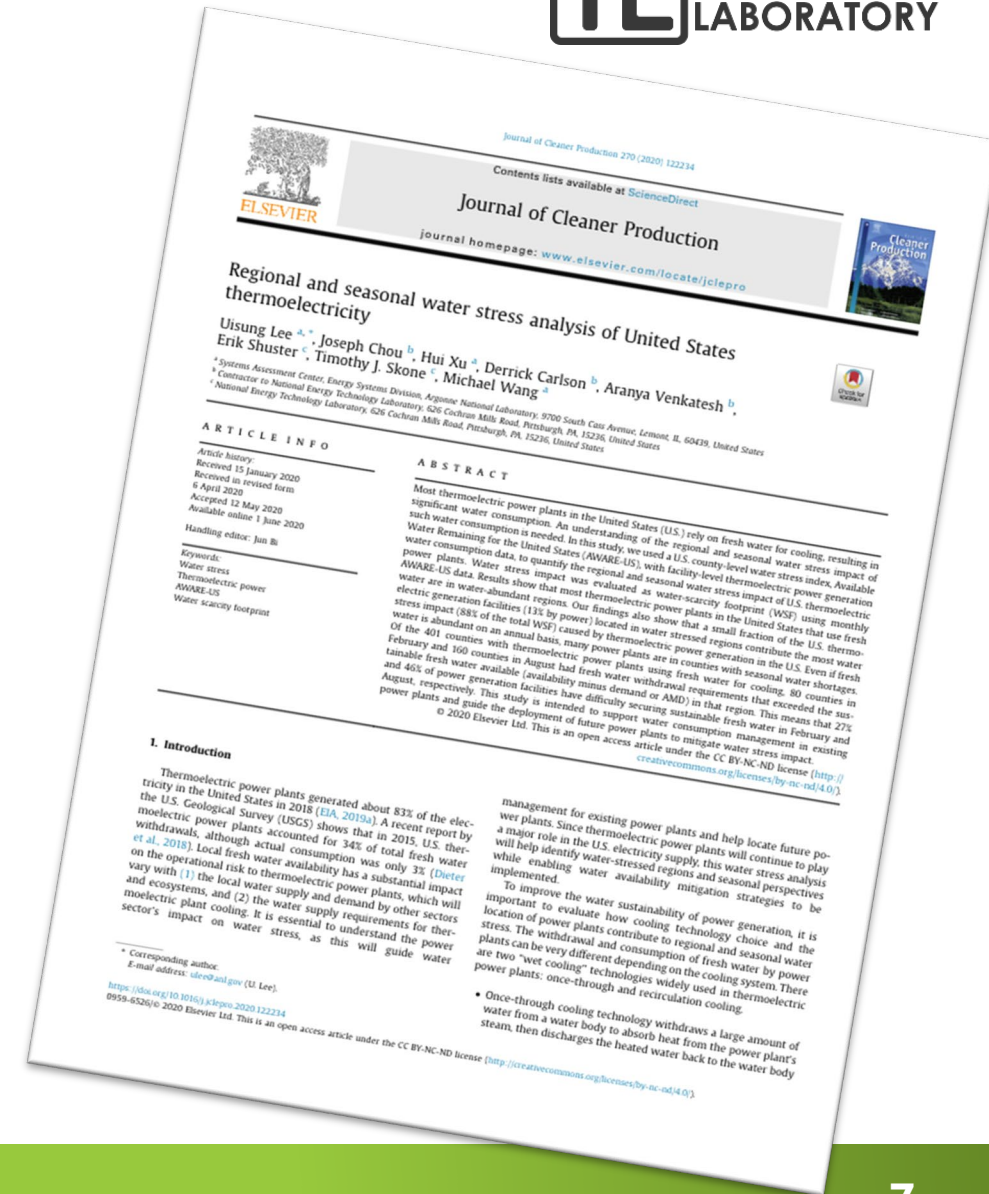 TL LABORATORY
Journal of Cleaner Production 270 (2020) 122234
Contents lists available at ScienceDirect
Journal of Cleaner Production
journal homepage: www.elsevier.com/locate/jclepro
ELSEVIER
Cleaner
Production
Regional and seasonal water stress analysis of United States
thermoelectricity
Uisung Lee a, *, Joseph Chou b, Hui Xu a, Derrick Carlson b, Aranya Venkatesh b,
Erik Shuster c, Timothy J. Skone c, Michael Wang a
a Systems Assessment Center, Energy Systems Division, Argonne National Laboratory, 9700 South Cass Avenue, Lemont, IL, 60439, United States
b Contractor to National Energy Technology Laboratory, 626 Cochran Mills Road, Pittsburgh, PA, 15236, United States
c National Energy Technology Laboratory, 626 Cochran Mills Road, Pittsburgh, PA, 15236, United States
Check for
updates
ARTICLE INFO
Article history:
Received 15 January 2020
Received in revised form
6 April 2020
Accepted 12 May 2020
Available online 1 June 2020
Handling editor: Jun Bi
Keywords:
Water stress
Thermoelectric power
AWARE-US
Water scarcity footprint
ABSTRACT
Most thermoelectric power plants in the United States (U.S.) rely on fresh water for cooling, resulting in
significant water consumption. An understanding of the regional and seasonal water stress impact of
such water consumption is needed. In this study, we used a U.S. county-level water stress index, Available
Water Remaining for the United States (AWARE-US), with facility-level thermoelectric power generation
water consumption data, to quantify the regional and seasonal water stress impact of U.S. thermoelectric
power plants. Water stress impact was evaluated as water-scarcity footprint (WSF) using monthly
AWARE-US data. Results show that most thermoelectric power plants in the United States that use fresh
water are in water-abundant regions. Our findings also show that a small fraction of the U.S. thermo-
electric generation facilities (13% by power) located in water stressed regions contribute the most water
stress impact (88% of the total WSF) caused by thermoelectric power generation in the U.S. Even if fresh
water is abundant on an annual basis, many power plants are in counties with seasonal water shortages.
Of the 401 counties with thermoelectric power plants using fresh water for cooling, 80 counties in
February and 160 counties in August had fresh water withdrawal requirements that exceeded the sus-
tainable fresh water available (availability minus demand or AMD) in that region. This means that 27%
and 46% of power generation facilities have difficulty securing sustainable fresh water in February and
August, respectively. This study is intended to support water consumption management in existing
power plants and guide the deployment of future power plants to mitigate water stress impact.
© 2020 Elsevier Ltd. This is an open access article under the CC BY-NC-ND license (http://
creativecommons.org/licenses/by-nc-nd/4.0/).
1. Introduction
Thermoelectric power plants generated about 83% of the elec-
tricity in the United States in 2018 (EIA, 2019a). A recent report by
the U.S. Geological Survey (USGS) shows that in 2015, U.S. ther-
moelectric power plants accounted for 34% of total fresh water
withdrawals, although actual consumption was only 3% (Dieter
et al., 2018). Local fresh water availability has a substantial impact
on the operational risk to thermoelectric power plants, which will
vary with (1) the local water supply and demand by other sectors
and ecosystems, and (2) the water supply requirements for ther-
moelectric plant cooling. It is essential to understand the power
sector's impact on water stress, as this will guide water
management for existing power plants and help locate future po-
wer plants. Since thermoelectric power plants will continue to play
a major role in the U.S. electricity supply, this water stress analysis
will help identify water-stressed regions and seasonal perspectives
while enabling water availability mitigation strategies to be
implemented.
To improve the water sustainability of power generation, it is
important to evaluate how cooling technology choice and the
location of power plants contribute to regional and seasonal water
stress. The withdrawal and consumption of fresh water by power
plants can be very different depending on the cooling system. There
are two "wet cooling" technologies widely used in thermoelectric
power plants: once-through and recirculation cooling.
• Once-through cooling technology withdraws a large amount of
water from a water body to absorb heat from the power plant's
steam, then discharges the heated water back to the water body
* Corresponding author.
E-mail address: ulee@anl.gov (U. Lee).
https://doi.org/10.1016/j.jclepro.2020.122234
0959-6526/© 2020 Elsevier Ltd. This is an open access article under the CC BY-NC-ND license (http://creativecommons.org/licenses/by-nc-nd/4.0/).
7